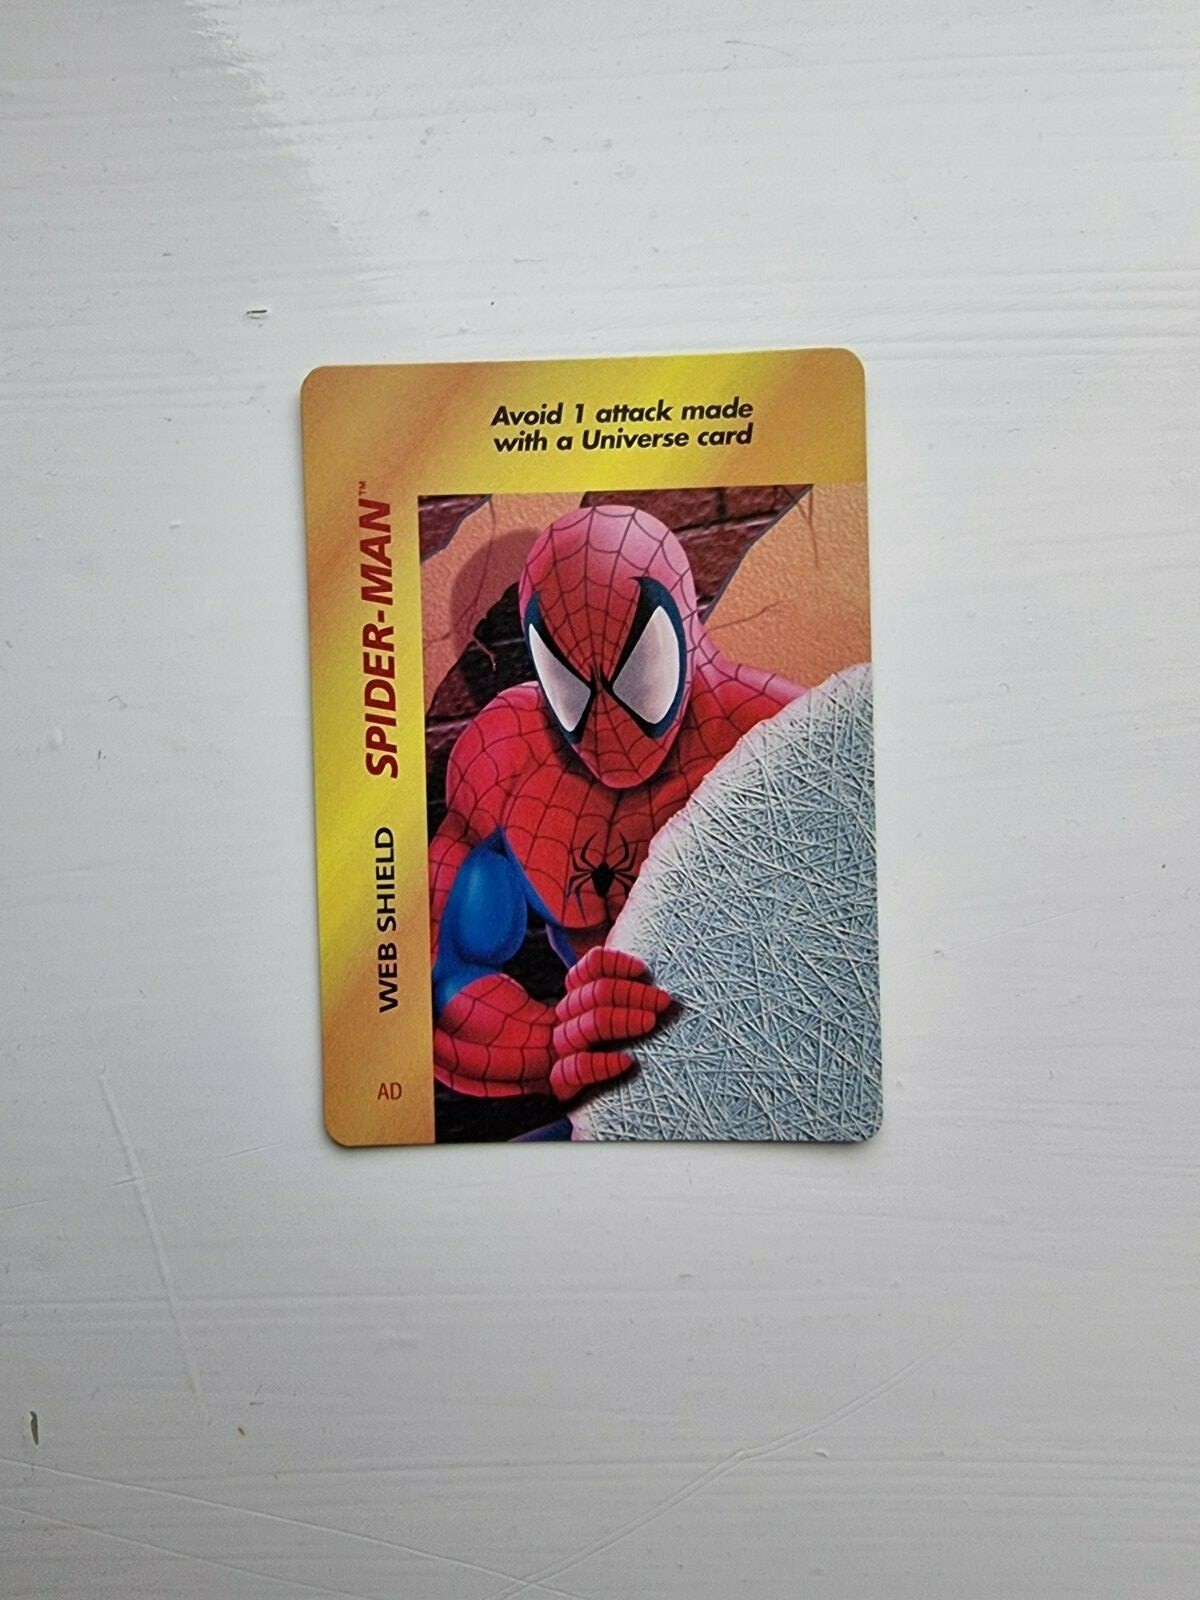 Avoid 1 attack made
with a Universe card
SPIDER-MAN™
WEB SHIELD
AD